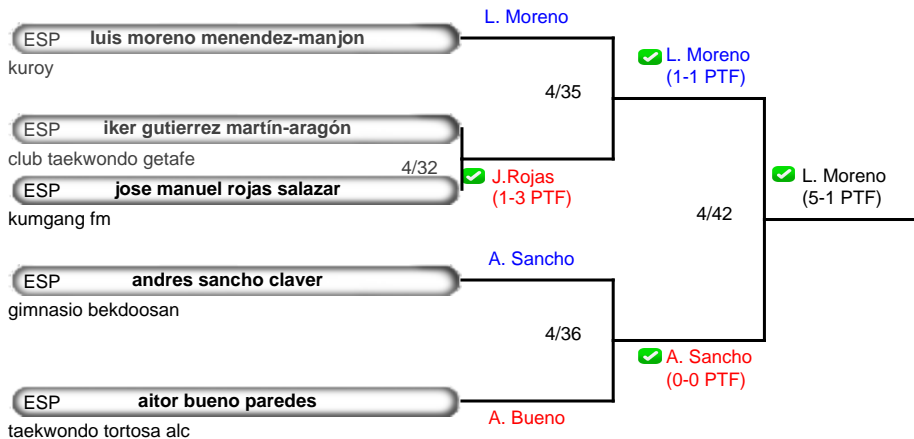 L. Moreno
ESP luis moreno menendez-manjon
kuroy
L. Moreno
(1-1 PTF)
4/35
ESP iker gutierrez martín-aragón
club taekwondo getafe
4/32
J.Rojas
(1-3 PTF)
ESP jose manuel rojas salazar
kumgang fm
L. Moreno
(5-1 PTF)
4/42
A. Sancho
ESP andres sancho claver
gimnasio bekdoosan
4/36
A. Sancho
(0-0 PTF)
ESP aitor bueno paredes
A. Bueno
taekwondo tortosa alc